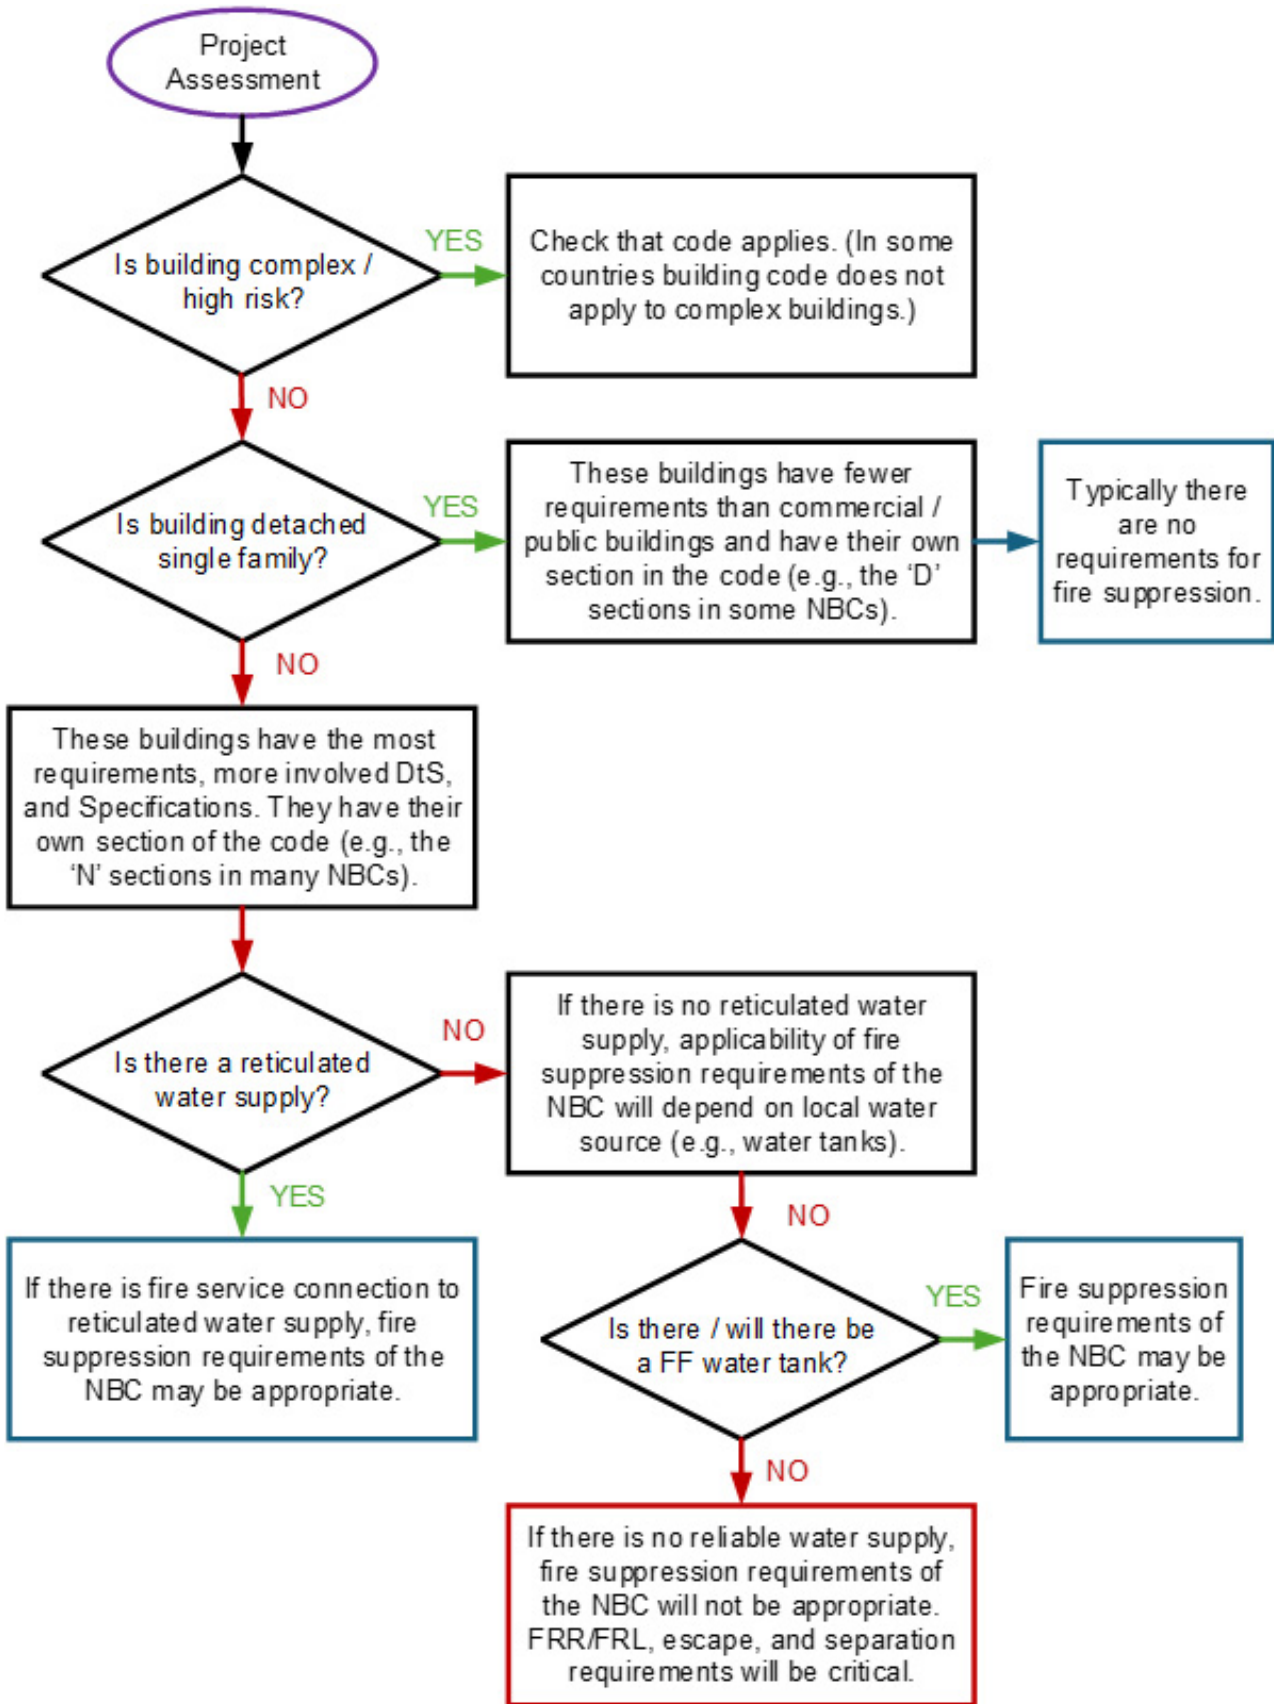 Project
Assessment
Is building complex /
high risk?
YES
Check that code applies. (In some
countries building code does not
apply to complex buildings.)
NO
Is building detached
single family?
YES
These buildings have fewer
requirements than commercial /
public buildings and have their own
section in the code (e.g., the ‘D’
sections in some NBCs).
Typically there
are no
requirements for
fire suppression.
NO
These buildings have the most
requirements, more involved DtS,
and Specifications. They have their
own section of the code (e.g., the
‘N’ sections in many NBCs).
Is there a reticulated
water supply?
NO
If there is no reticulated water
supply, applicability of fire
suppression requirements of the
NBC will depend on local water
source (e.g., water tanks).
YES
If there is fire service connection to
reticulated water supply, fire
suppression requirements of the
NBC may be appropriate.
NO
Is there / will there be
a FF water tank?
YES
Fire suppression
requirements of
the NBC may be
appropriate.
NO
If there is no reliable water supply,
fire suppression requirements of
the NBC will not be appropriate.
FRR/FRL, escape, and separation
requirements will be critical.